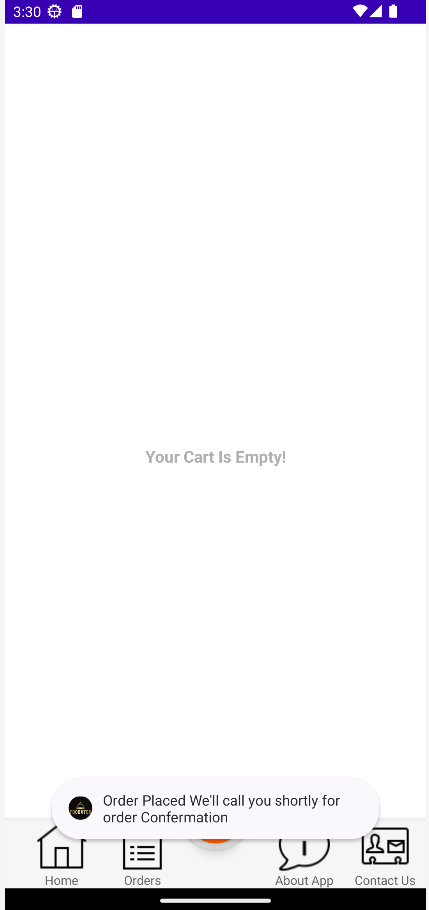 3:30
Your Cart Is Empty!
Order Placed We'll call you shortly for
order Confermation
Home
Orders
About App
Contact Us